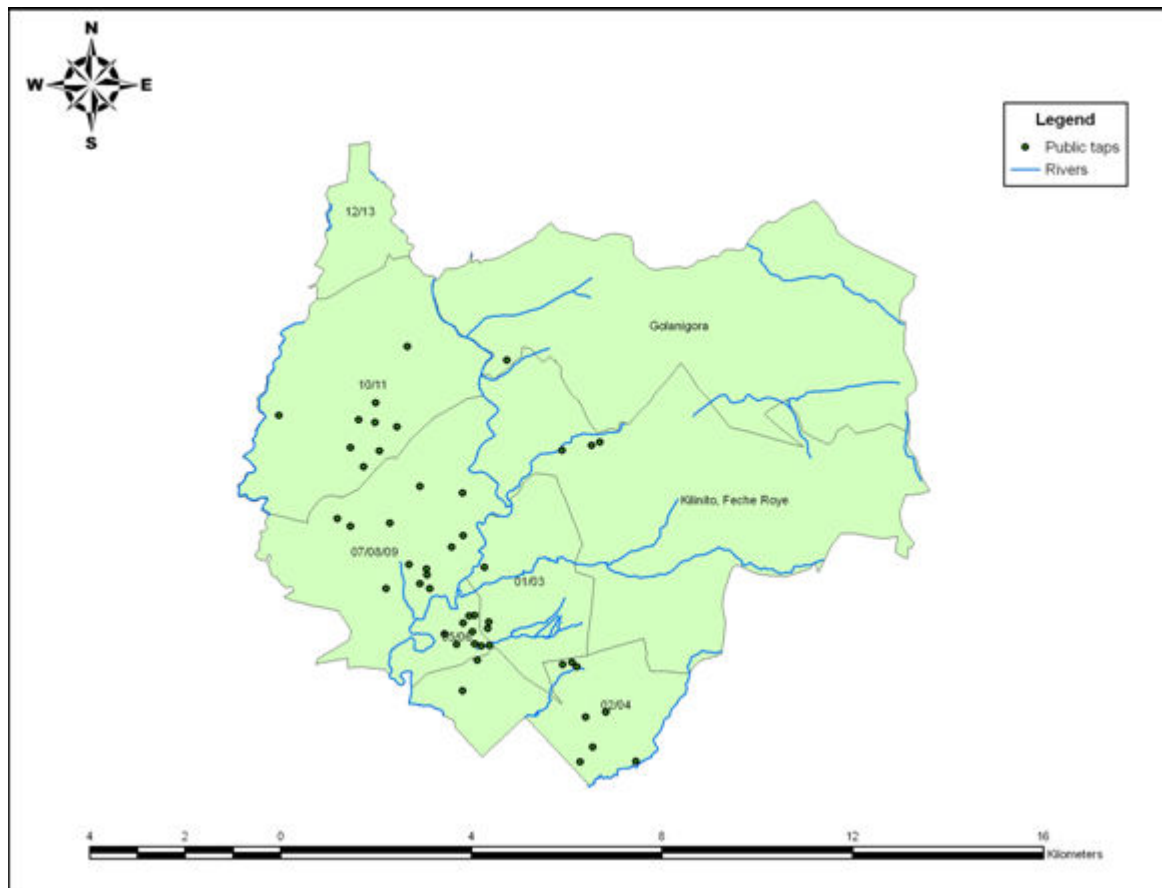 N
W E
S
Legend
Public taps
Rivers
12/13
Golanigora
10/11
Kilinito, Feche Roye
07/08/09
01/03
05/06
02/04
4 2 0 4 8 12 16
Kilometers